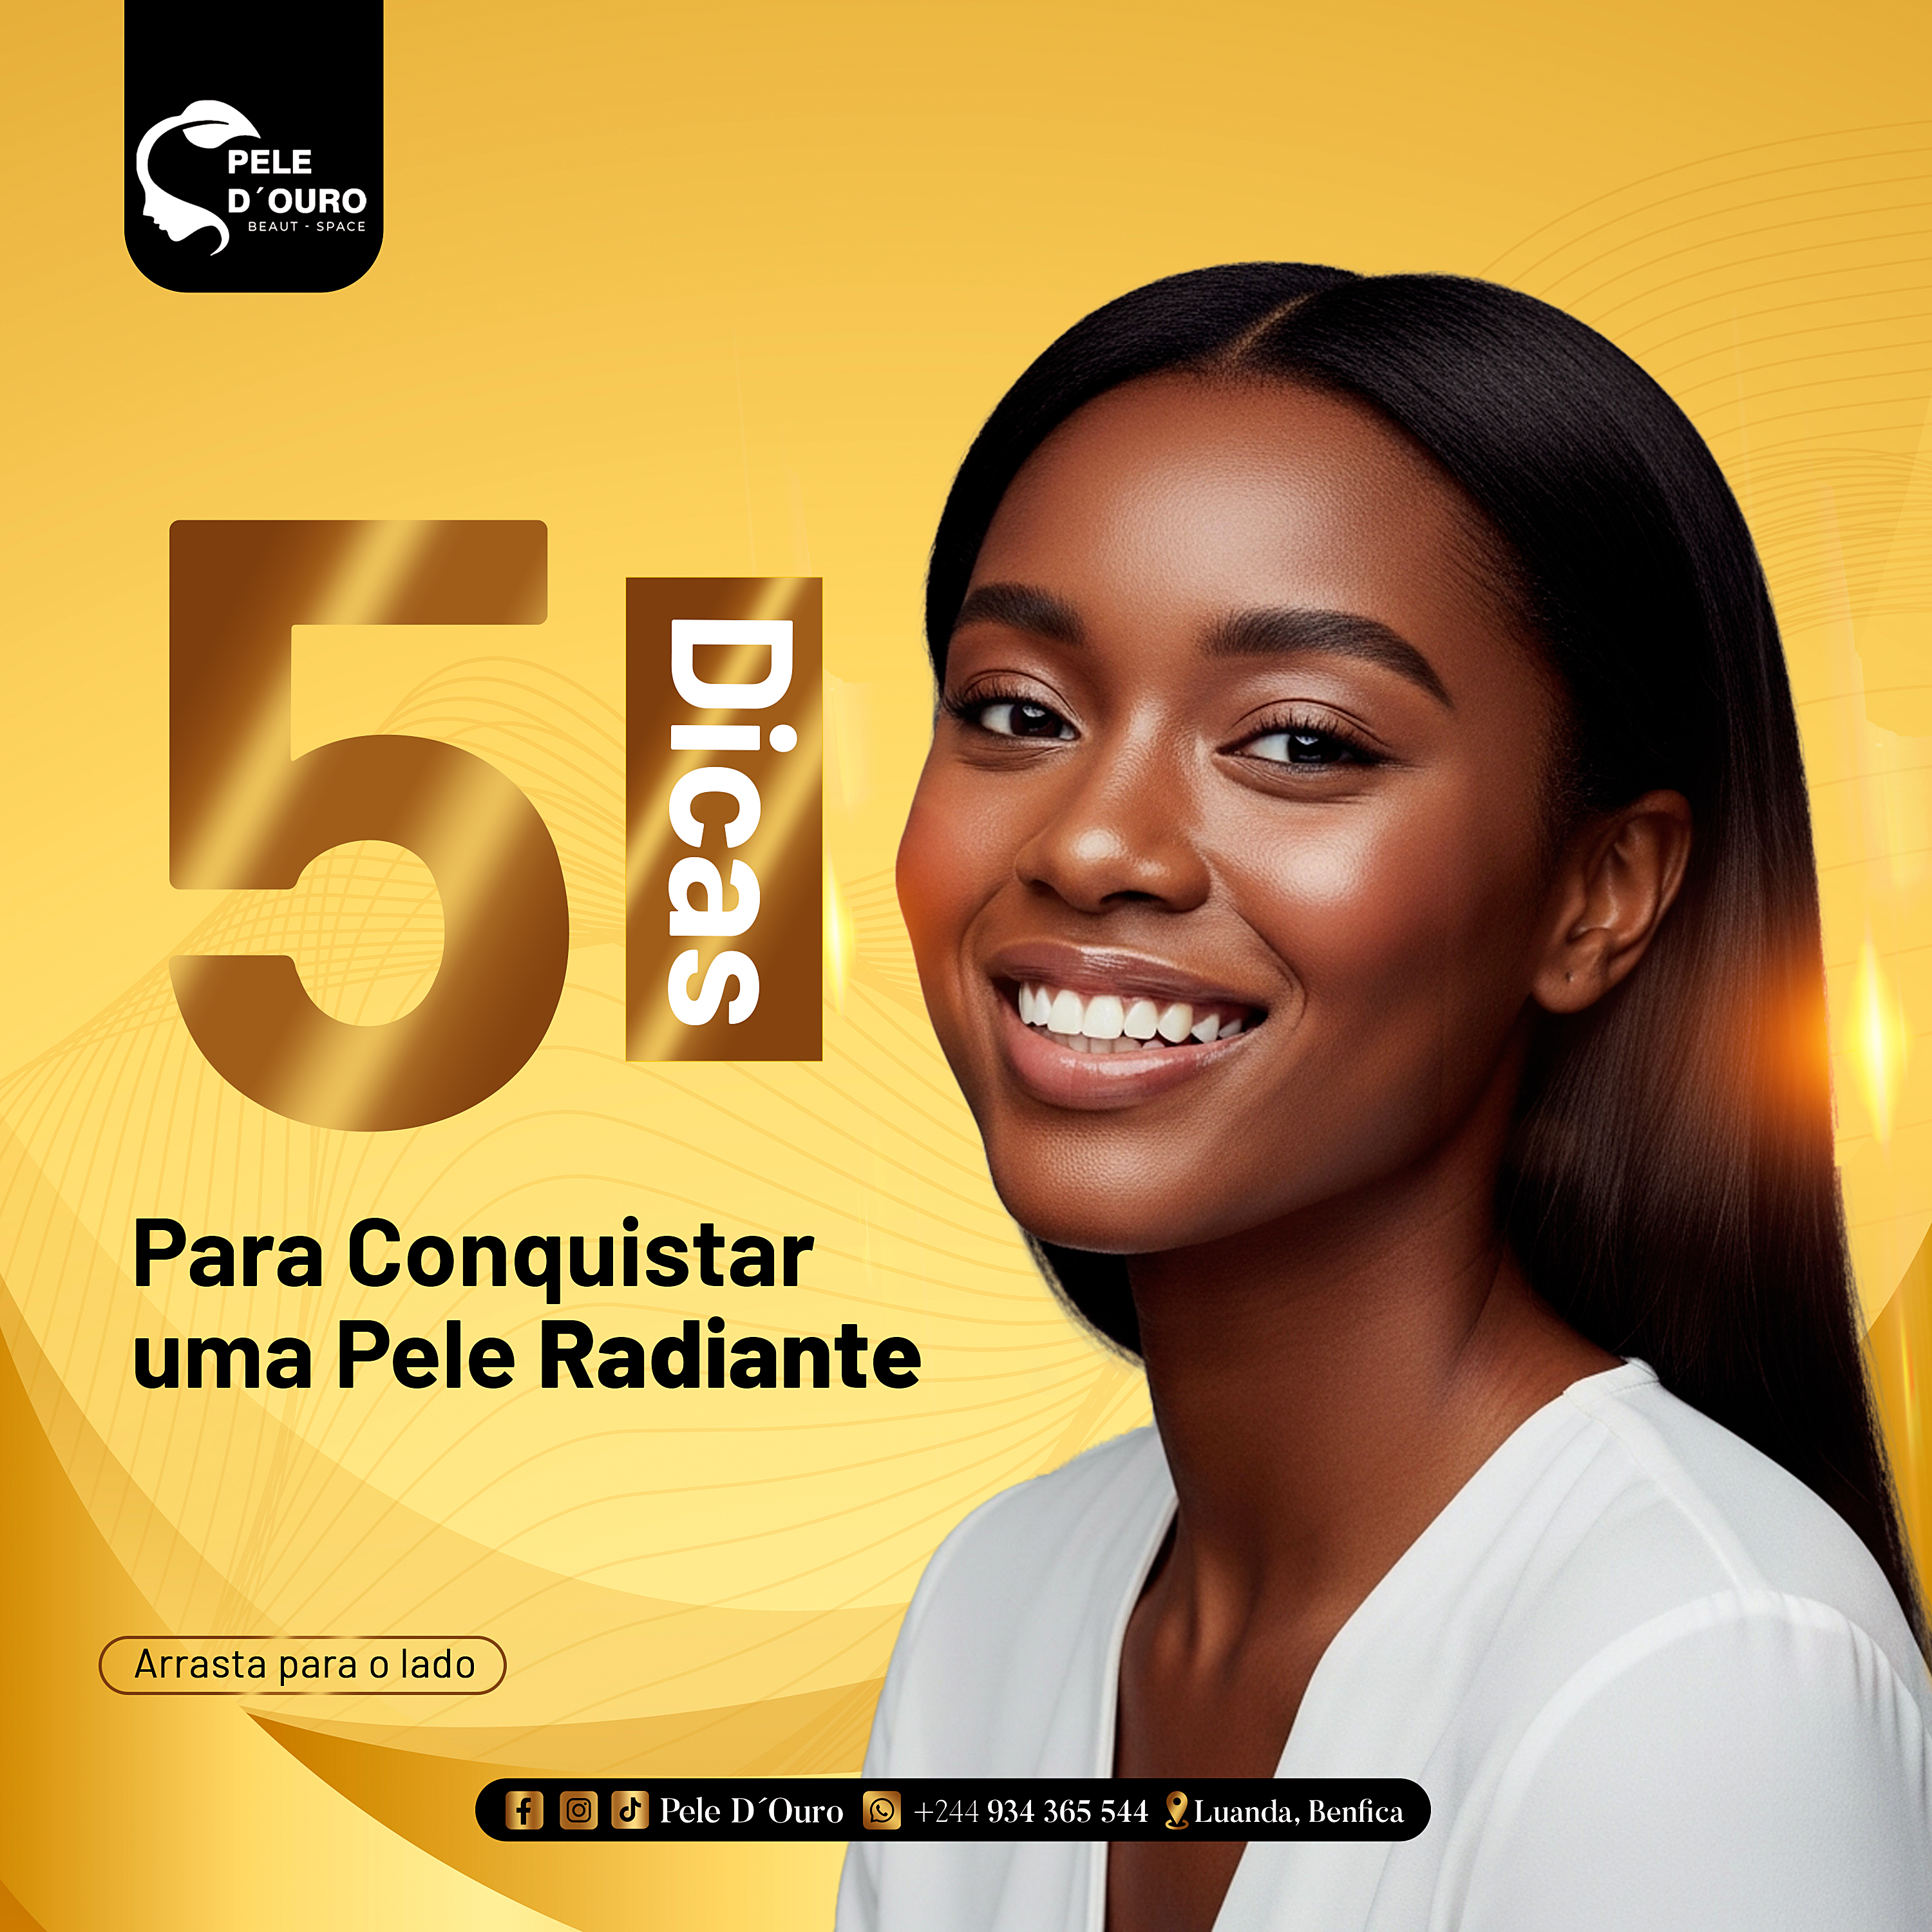 PELE
D´OURO
BEAUT - SPACE
5
Dicas
Para Conquistar
uma Pele Radiante
Arrasta para o lado
Pele D´Ouro +244 934 365 544 Luanda, Benfica